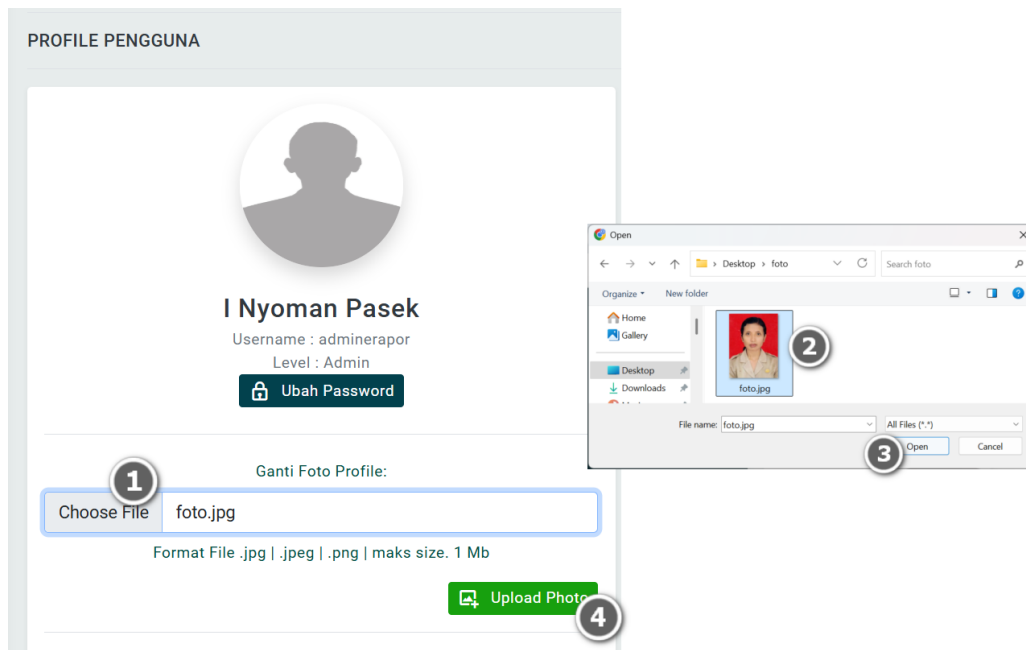 PROFILE PENGGUNA
I Nyoman Pasek
Username : adminerapor
Level : Admin
Ubah Password
Ganti Foto Profile:
1
Choose File foto.jpg
Format File .jpg | .jpeg | .png | maks size. 1 Mb
Upload Photo
4
Open
Desktop > foto
Search foto
Organize
New folder
Home
Gallery
Desktop
Downloads
foto.jpg
2
File name: foto.jpg
All Files (*.*)
3
Open
Cancel